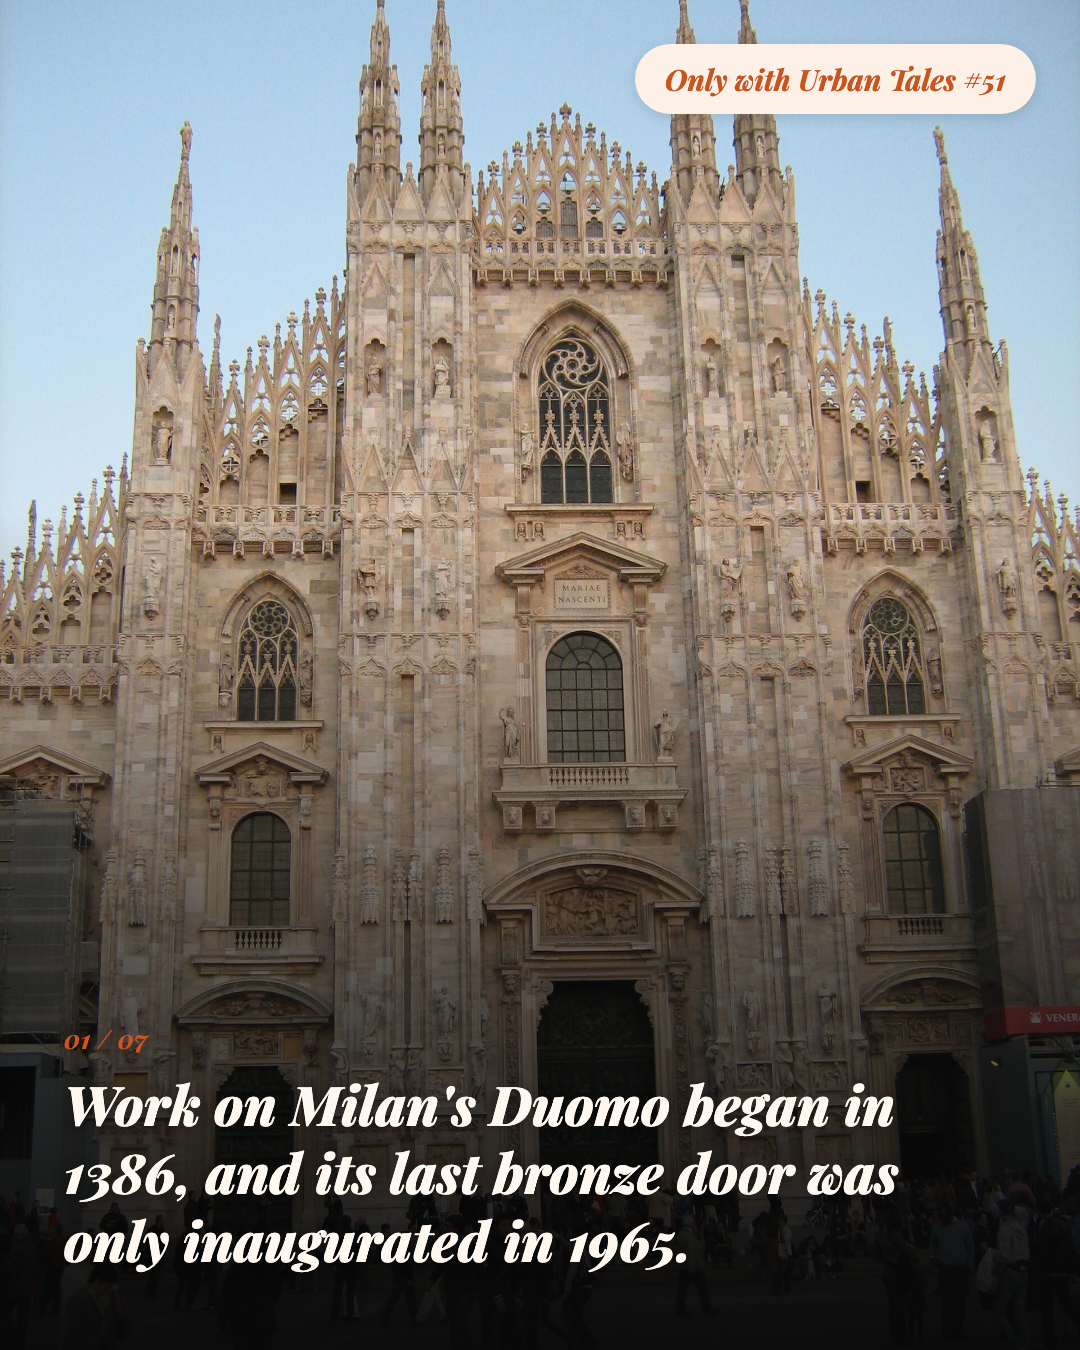 Only with Urban Tales #51
MARIAE
NASCENTI
VENERA
01 / 07
Work on Milan's Duomo began in
1386, and its last bronze door was
only inaugurated in 1965.